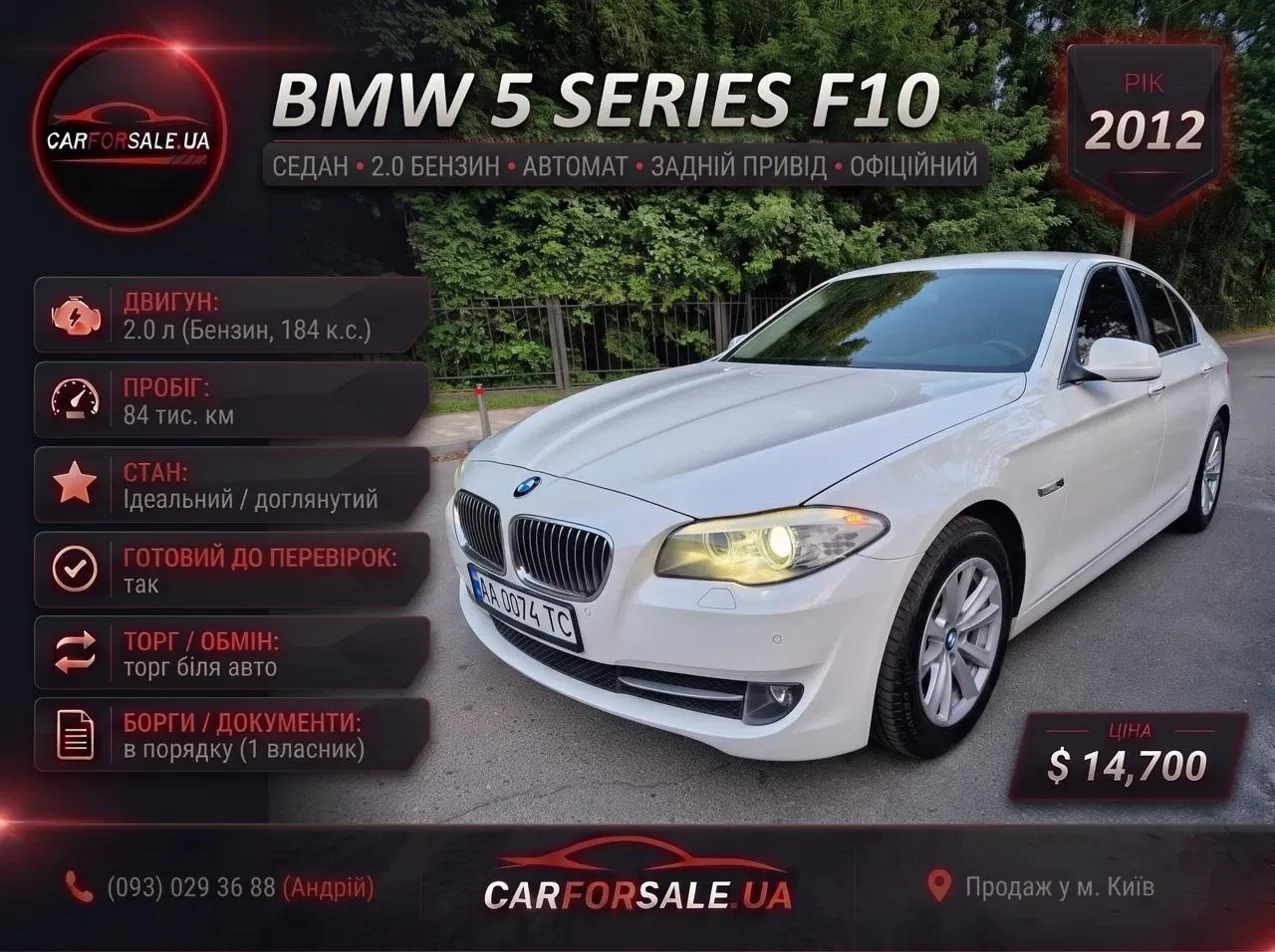 CARFORSALE.UA
BMW 5 SERIES F10
СЕДАН • 2.0 БЕНЗИН • АВТОМАТ • ЗАДНІЙ ПРИВІД • ОФІЦІЙНИЙ
РІК
2012
ДВИГУН:
2.0 л (Бензин, 184 к.с.)
ПРОБІГ:
84 тис. км
СТАН:
Ідеальний / доглянутий
ГОТОВИЙ ДО ПЕРЕВІРОК:
так
ТОРГ / ОБМІН:
торг біля авто
БОРГИ / ДОКУМЕНТИ:
в порядку (1 власник)
AA 0074 TC
ЦІНА
$ 14,700
(093) 029 36 88 (Андрій)
CARFORSALE.UA
Продаж у м. Київ